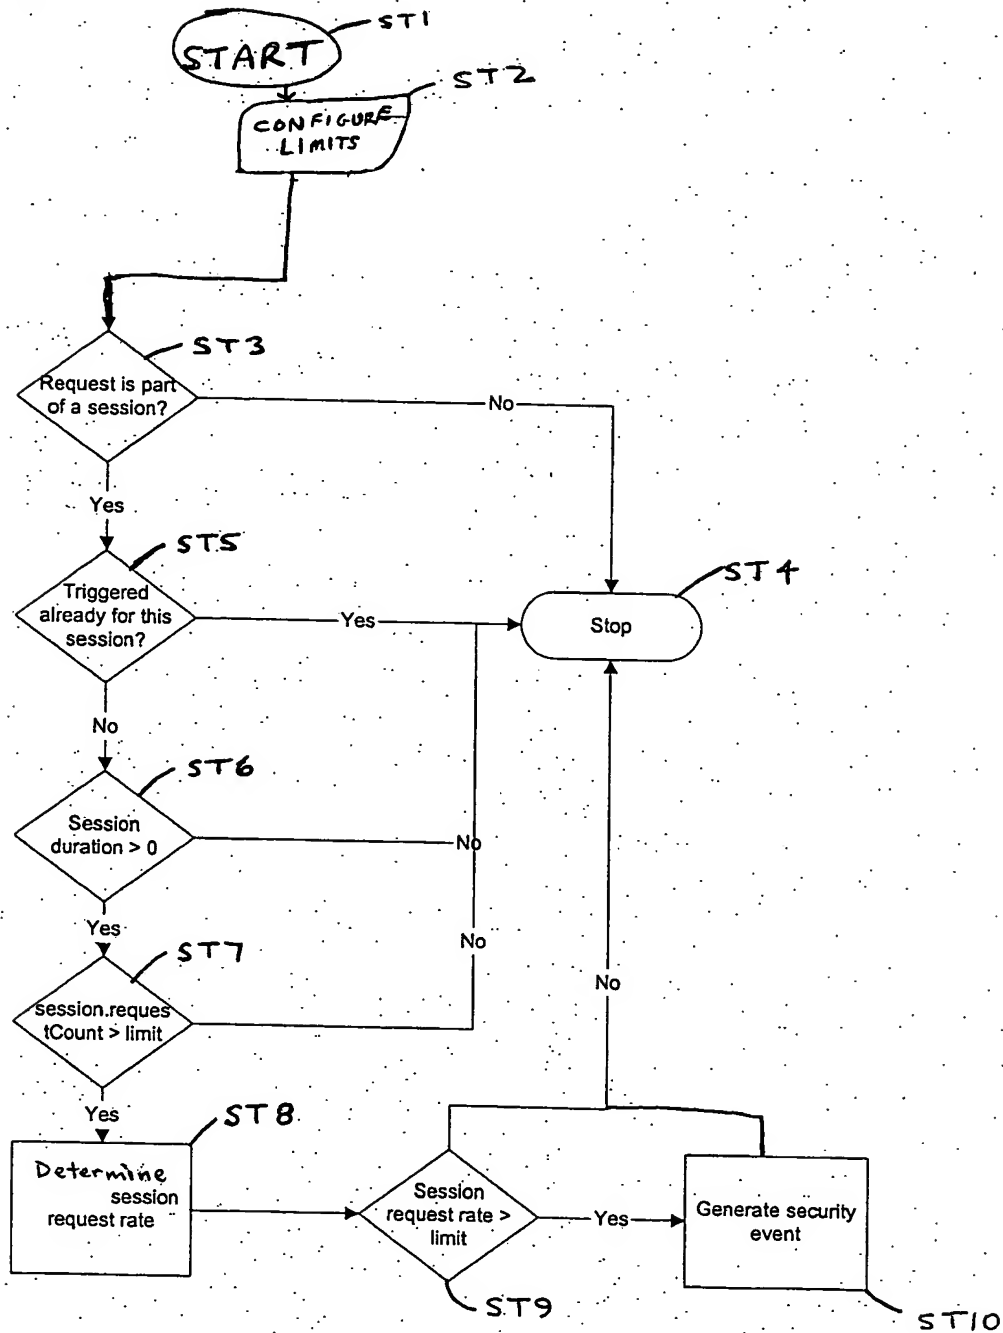 ST1
START
ST2
CONFIGURE
LIMITS
ST3
Request is part
of a session?
No
Yes
ST5
Triggered
already for this
session?
Yes
ST4
Stop
No
ST6
Session
duration > 0
No
Yes
No
ST7
session.reques
tCount > limit
No
Yes
ST8
Determine
session
request rate
Session
request rate >
limit
Yes
Generate security
event
ST9
ST10